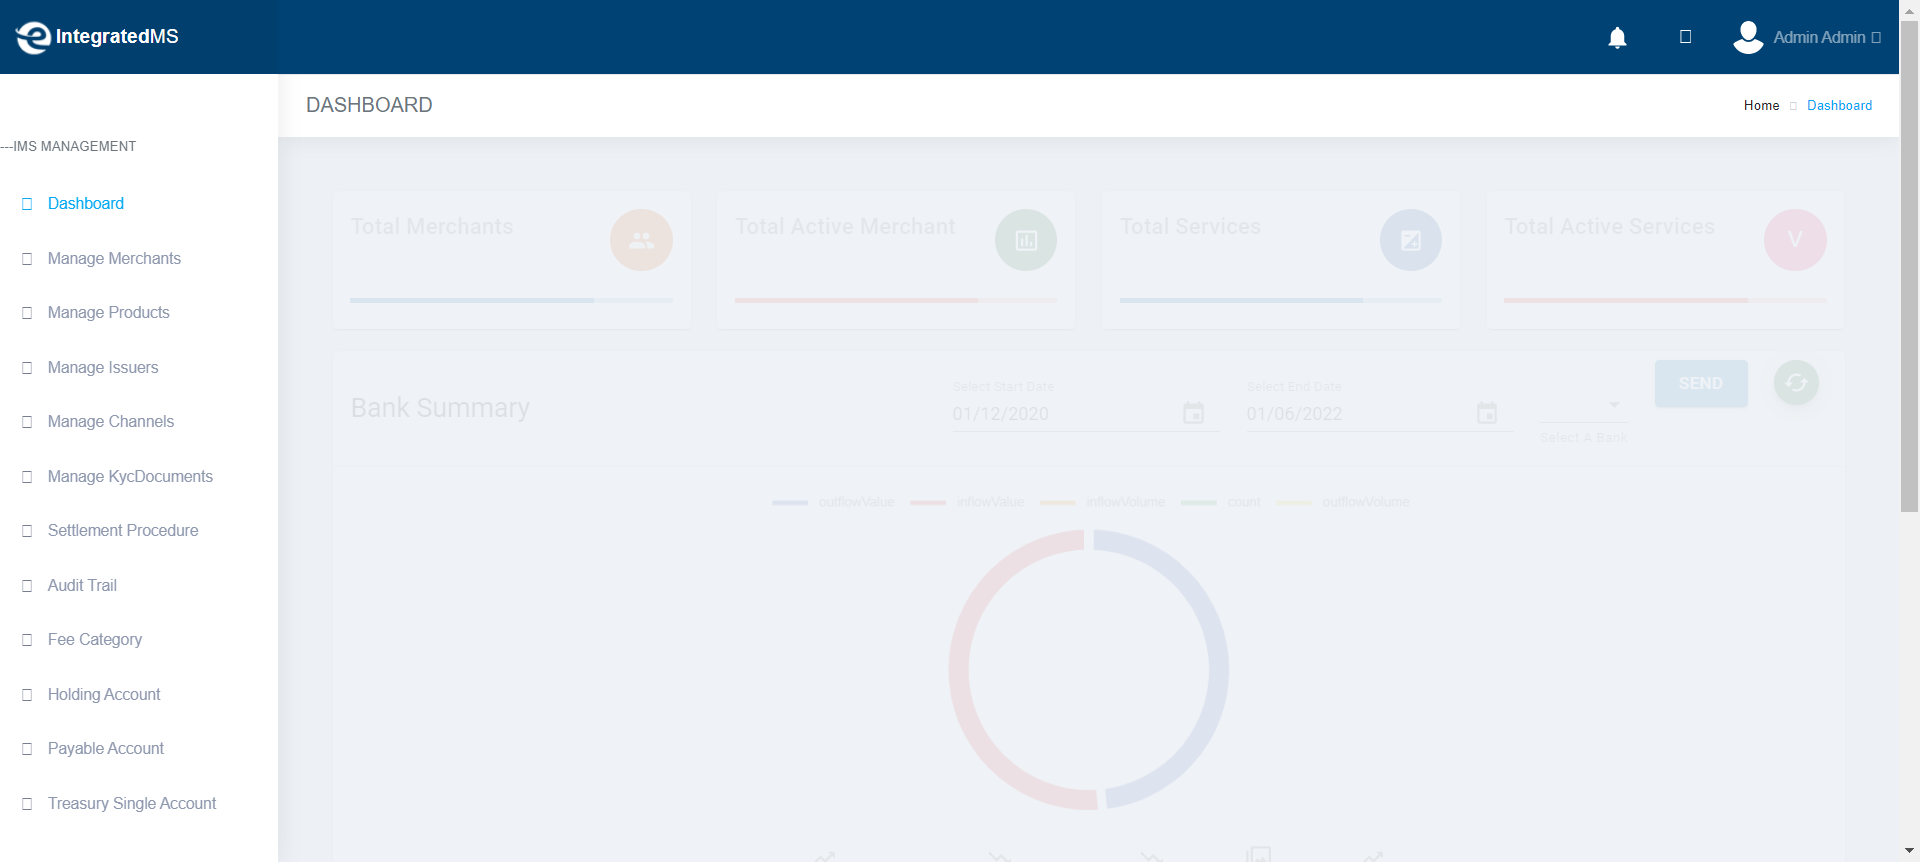 IntegratedMS
Admin Admin
DASHBOARD
Home Dashboard
---IMS MANAGEMENT
Dashboard
Manage Merchants
Manage Products
Manage Issuers
Manage Channels
Manage KycDocuments
Settlement Procedure
Audit Trail
Fee Category
Holding Account
Payable Account
Treasury Single Account
Total Merchants
Total Active Merchant
Total Services
Total Active Services
V
Bank Summary
Select Start Date
01/12/2020
Select End Date
01/06/2022
Select A Bank
SEND
outflowValue inflowValue inflowVolume count outflowVolume